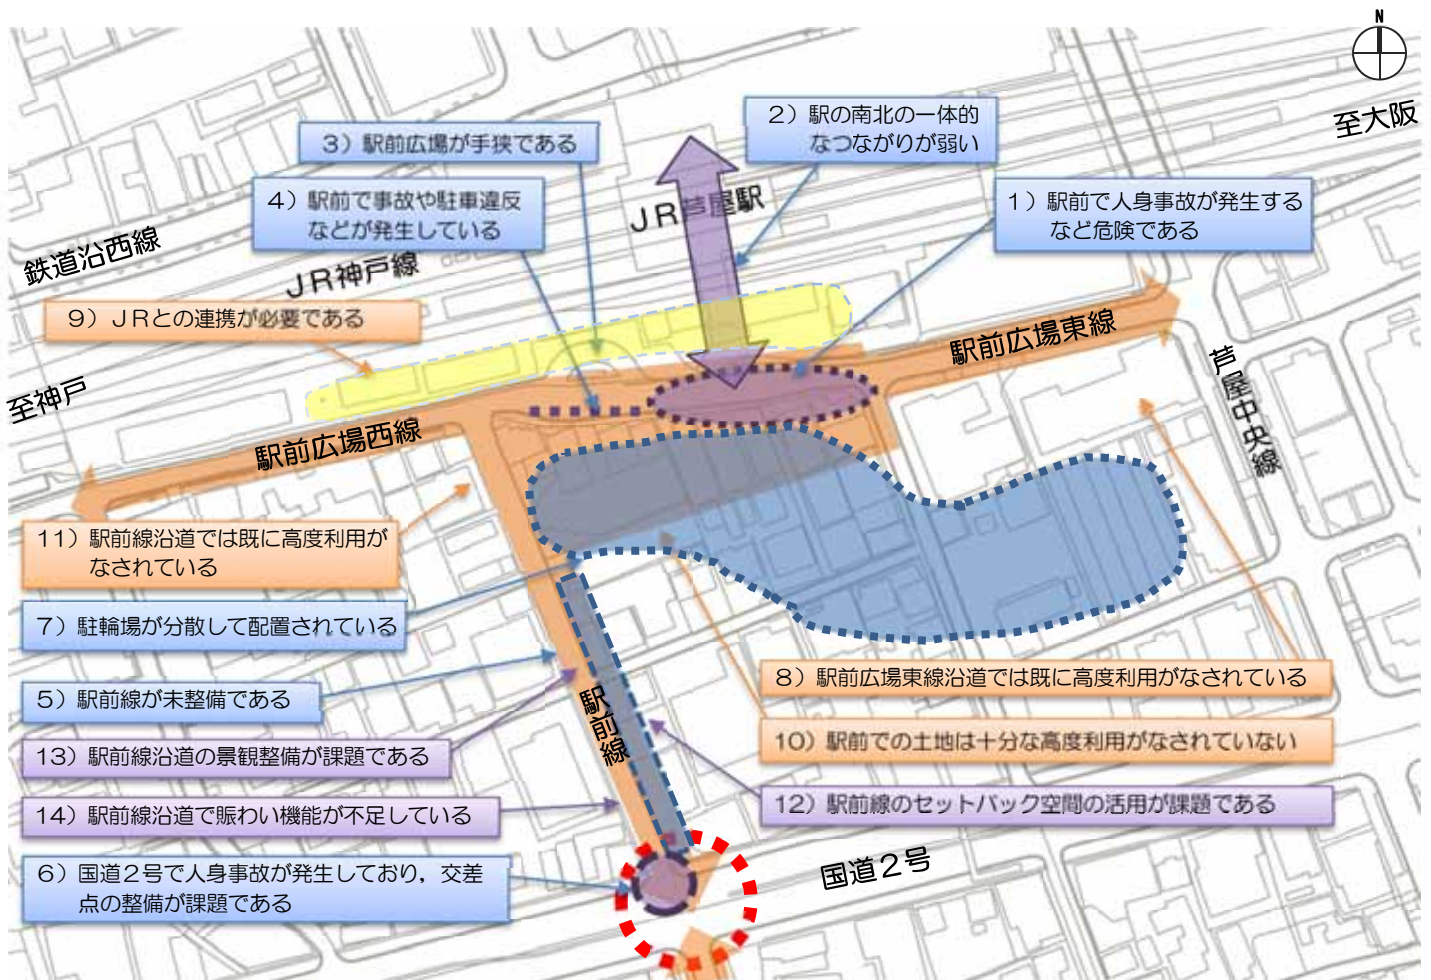 N
至大阪
2）駅の南北の一体的
なつながりが弱い
3）駅前広場が手狭である
4）駅前で事故や駐車違反
などが発生している
1）駅前で人身事故が発生する
など危険である
ＪＲ芦屋駅
鉄道沿西線
ＪＲ神戸線
9）ＪＲとの連携が必要である
駅前広場東線
芦屋中央線
至神戸
駅前広場西線
11）駅前線沿道では既に高度利用が
なされている
7）駐輪場が分散して配置されている
5）駅前線が未整備である
13）駅前線沿道の景観整備が課題である
14）駅前線沿道で賑わい機能が不足している
6）国道２号で人身事故が発生しており，交差
点の整備が課題である
駅前線
8）駅前広場東線沿道では既に高度利用がなされている
10）駅前での土地は十分な高度利用がなされていない
12）駅前線のセットバック空間の活用が課題である
国道２号